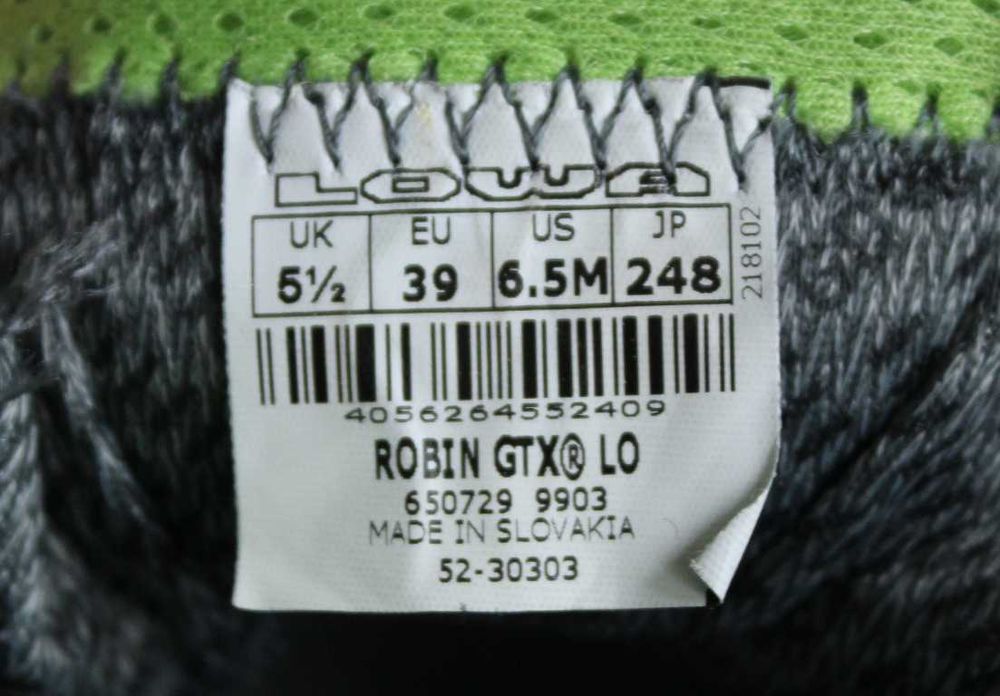 LOWA
UK EU US JP
5½ 39 6.5M 248
218102
4056264552409
ROBIN GTX® LO
650729 9903
MADE IN SLOVAKIA
52-30303